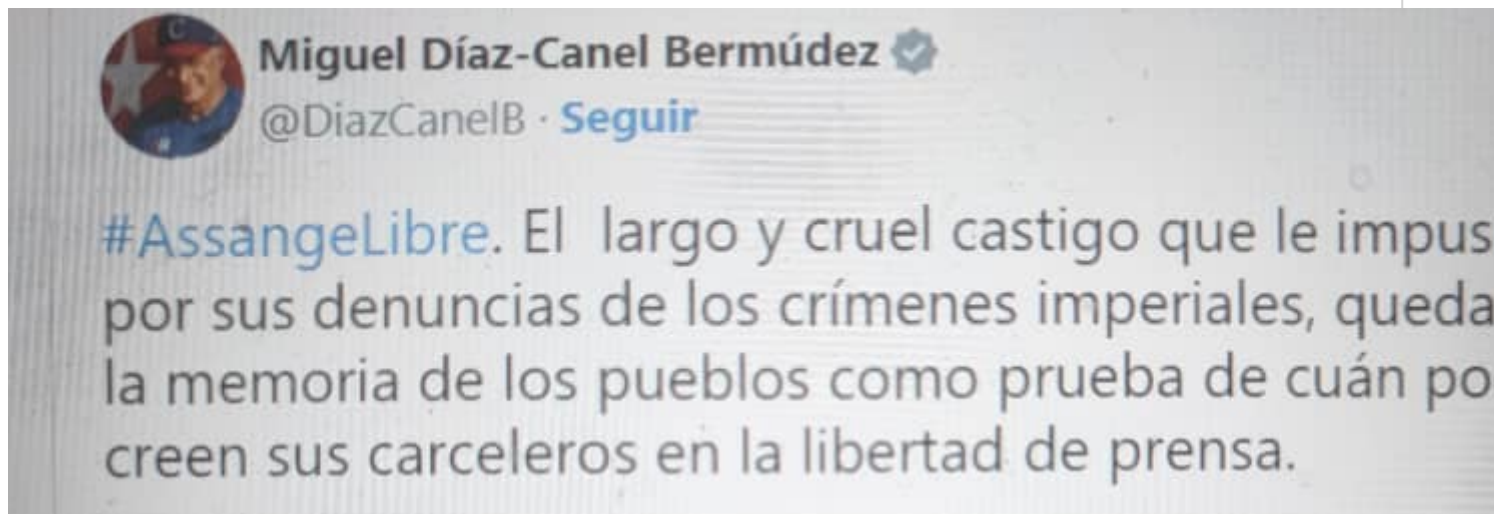 Miguel Díaz-Canel Bermúdez
@DiazCanelB · Seguir
#AssangeLibre. El largo y cruel castigo que le impus
por sus denuncias de los crímenes imperiales, queda
la memoria de los pueblos como prueba de cuán po
creen sus carceleros en la libertad de prensa.